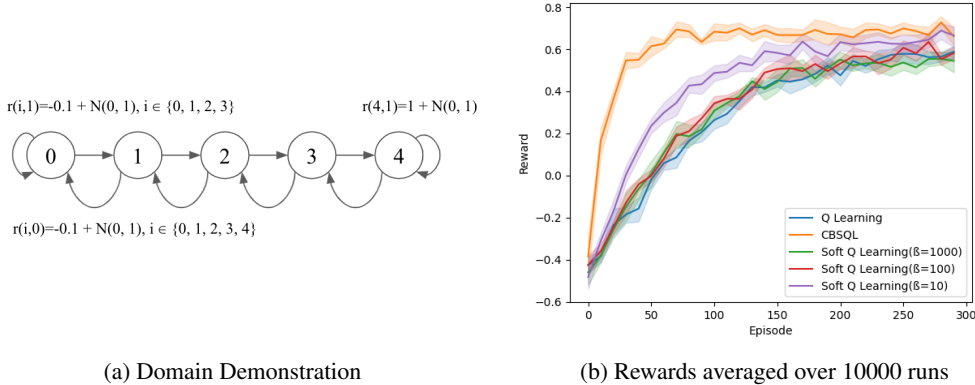 r(i,1)=-0.1 + N(0, 1), i ∈ {0, 1, 2, 3}
r(4,1)=1 + N(0, 1)
0
1
2
3
4
r(i,0)=-0.1 + N(0, 1), i ∈ {0, 1, 2, 3, 4}
(a) Domain Demonstration
0.8
0.6
0.4
0.2
0.0
−0.2
−0.4
−0.6
Reward
0
50
100
150
200
250
300
Episode
Q Learning
CBSQL
Soft Q Learning(ß=1000)
Soft Q Learning(ß=100)
Soft Q Learning(ß=10)
(b) Rewards averaged over 10000 runs